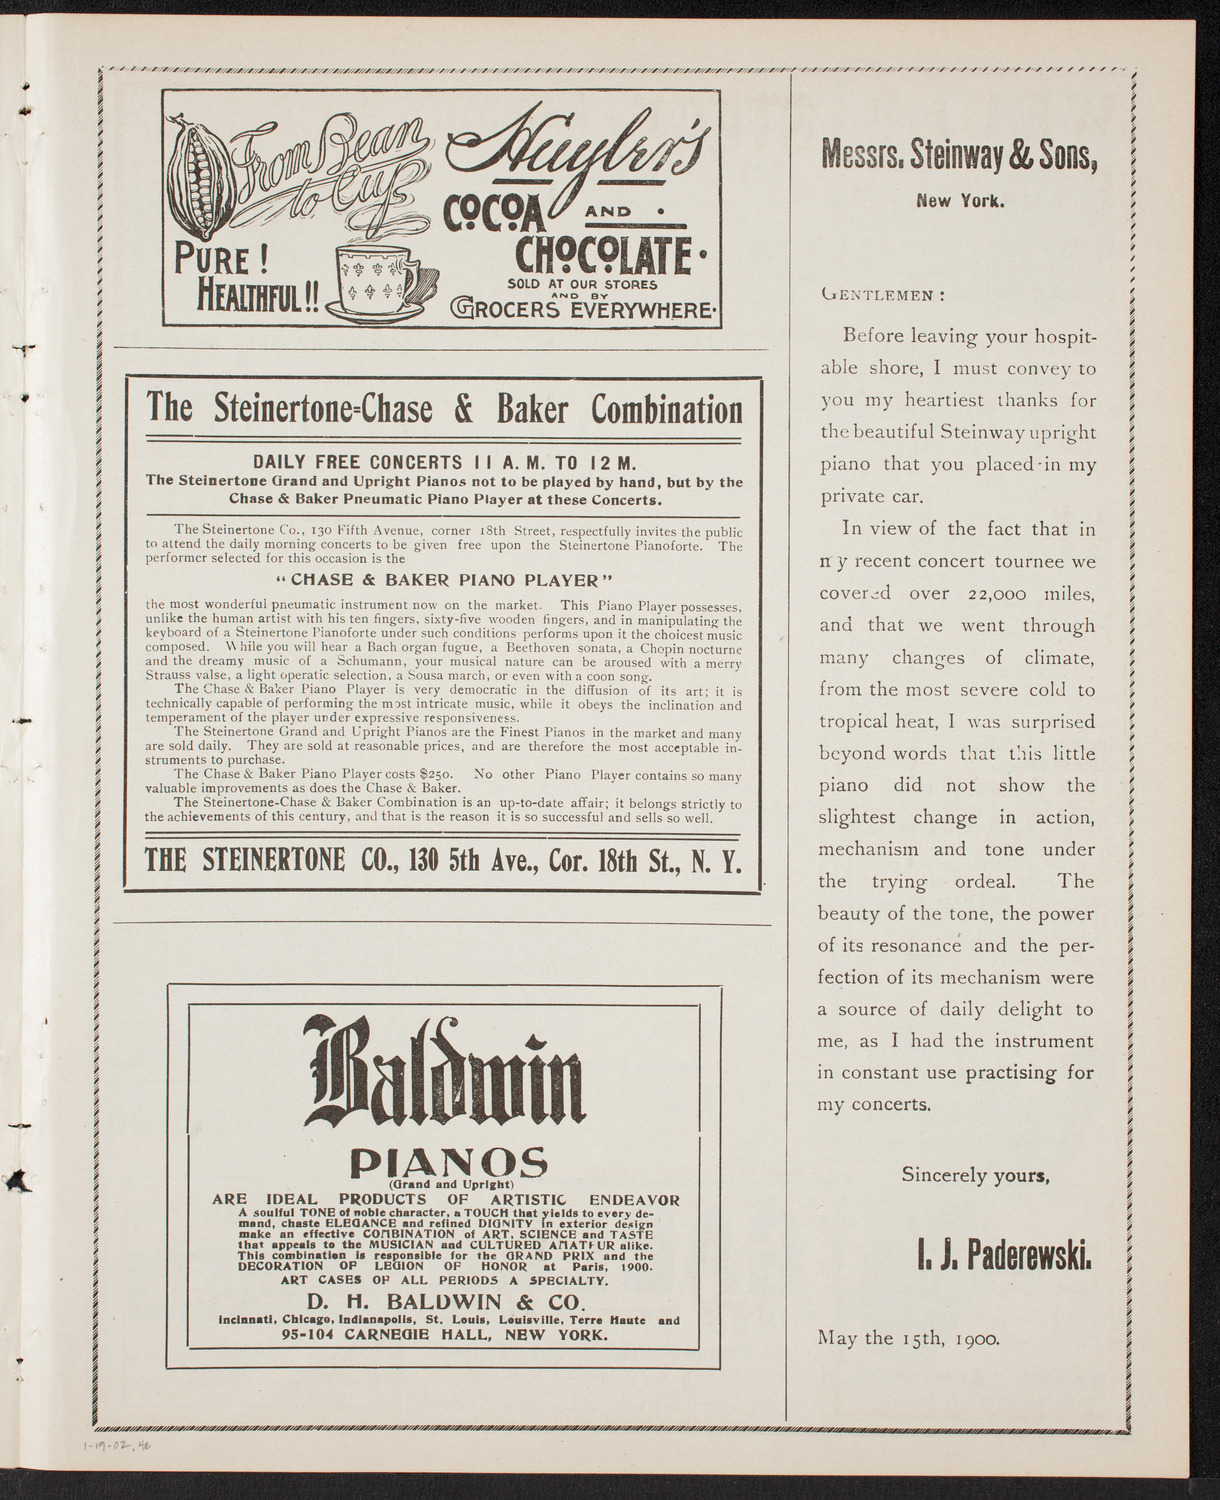 From Bean
to Cup
PURE!
HEALTHFUL!!
Huyler's
COCOA AND
CHOCOLATE
SOLD AT OUR STORES
AND BY
GROCERS EVERYWHERE
The Steinertone-Chase & Baker Combination
DAILY FREE CONCERTS 11 A. M. TO 12 M.
The Steinertone Grand and Upright Pianos not to be played by hand, but by the
Chase & Baker Pneumatic Piano Player at these Concerts.
The Steinertone Co., 130 Fifth Avenue, corner 18th Street, respectfully invites the public
to attend the daily morning concerts to be given free upon the Steinertone Pianoforte. The
performer selected for this occasion is the
"CHASE & BAKER PIANO PLAYER"
the most wonderful pneumatic instrument now on the market. This Piano Player possesses,
unlike the human artist with his ten fingers, sixty-five wooden fingers, and in manipulating the
keyboard of a Steinertone Pianoforte under such conditions performs upon it the choicest music
composed. While you will hear a Bach organ fugue, a Beethoven sonata, a Chopin nocturne
and the dreamy music of a Schumann, your musical nature can be aroused with a merry
Strauss valse, a light operatic selection, a Sousa march, or even with a coon song.
The Chase & Baker Piano Player is very democratic in the diffusion of its art; it is
technically capable of performing the most intricate music, while it obeys the inclination and
temperament of the player under expressive responsiveness.
The Steinertone Grand and Upright Pianos are the Finest Pianos in the market and many
are sold daily. They are sold at reasonable prices, and are therefore the most acceptable in-
struments to purchase.
The Chase & Baker Piano Player costs $250. No other Piano Player contains so many
valuable improvements as does the Chase & Baker.
The Steinertone-Chase & Baker Combination is an up-to-date affair; it belongs strictly to
the achievements of this century, and that is the reason it is so successful and sells so well.
THE STEINERTONE CO., 130 5th Ave., Cor. 18th St., N. Y.
Baldwin
PIANOS
(Grand and Upright)
ARE IDEAL PRODUCTS OF ARTISTIC ENDEAVOR
A soulful TONE of noble character, a TOUCH that yields to every de-
mand, chaste ELEGANCE and refined DIGNITY in exterior design
make an effective COMBINATION of ART, SCIENCE and TASTE
that appeals to the MUSICIAN and CULTURED AMATEUR alike.
This combination is responsible for the GRAND PRIX and the
DECORATION OF LEGION OF HONOR at Paris, 1900.
ART CASES OF ALL PERIODS A SPECIALTY.
D. H. BALDWIN & CO.
incinnati, Chicago, Indianapolis, St. Louis, Louisville, Terre Haute and
95-104 CARNEGIE HALL, NEW YORK.
Messrs. Steinway & Sons,
New York.
GENTLEMEN:
Before leaving your hospit-
able shore, I must convey to
you my heartiest thanks for
the beautiful Steinway upright
piano that you placed in my
private car.
In view of the fact that in
my recent concert tournee we
covered over 22,000 miles,
and that we went through
many changes of climate,
from the most severe cold to
tropical heat, I was surprised
beyond words that this little
piano did not show the
slightest change in action,
mechanism and tone under
the trying ordeal. The
beauty of the tone, the power
of its resonance and the per-
fection of its mechanism were
a source of daily delight to
me, as I had the instrument
in constant use practising for
my concerts.
Sincerely yours,
I. J. Paderewski.
May the 15th, 1900.
1-19-02, 4e